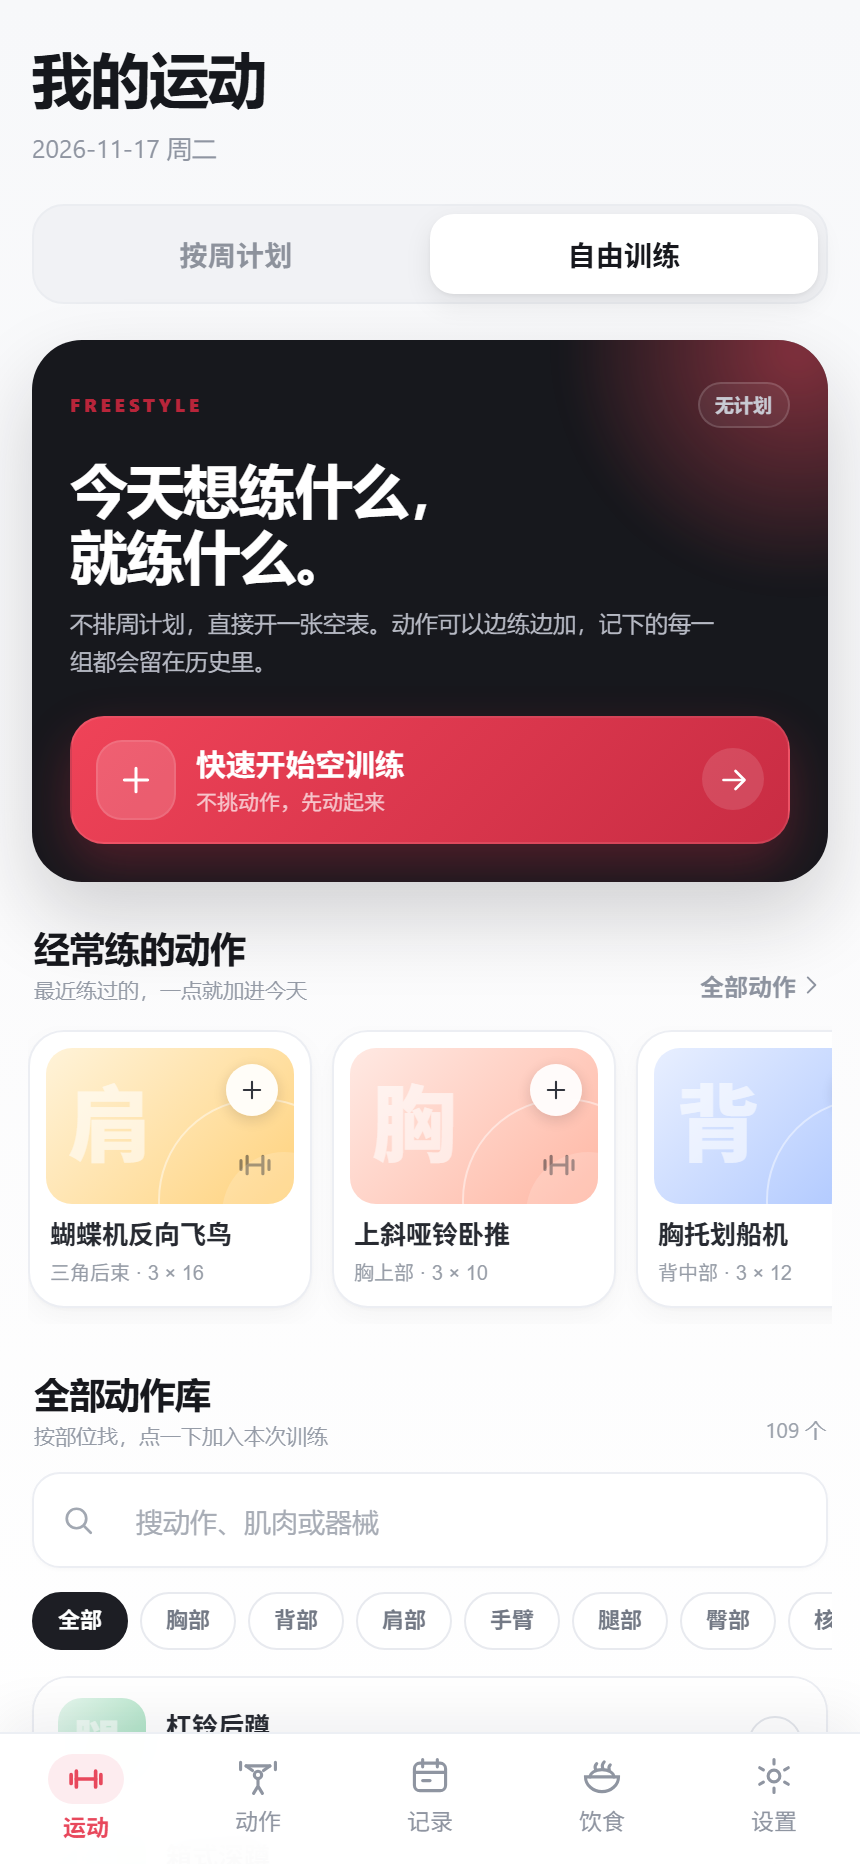 我的运动
2026-11-17 周二
按周计划
自由训练
FREESTYLE
无计划
今天想练什么，
就练什么。
不排周计划，直接开一张空表。动作可以边练边加，记下的每一
组都会留在历史里。
快速开始空训练
不挑动作，先动起来
经常练的动作
最近练过的，一点就加进今天
全部动作
肩
胸
背
蝴蝶机反向飞鸟
三角后束 · 3 × 16
上斜哑铃卧推
胸上部 · 3 × 10
胸托划船机
背中部 · 3 × 12
全部动作库
按部位找，点一下加入本次训练
109 个
搜动作、肌肉或器械
全部
胸部
背部
肩部
手臂
腿部
臀部
核
腿
杠铃后蹲
运动
动作
记录
饮食
设置